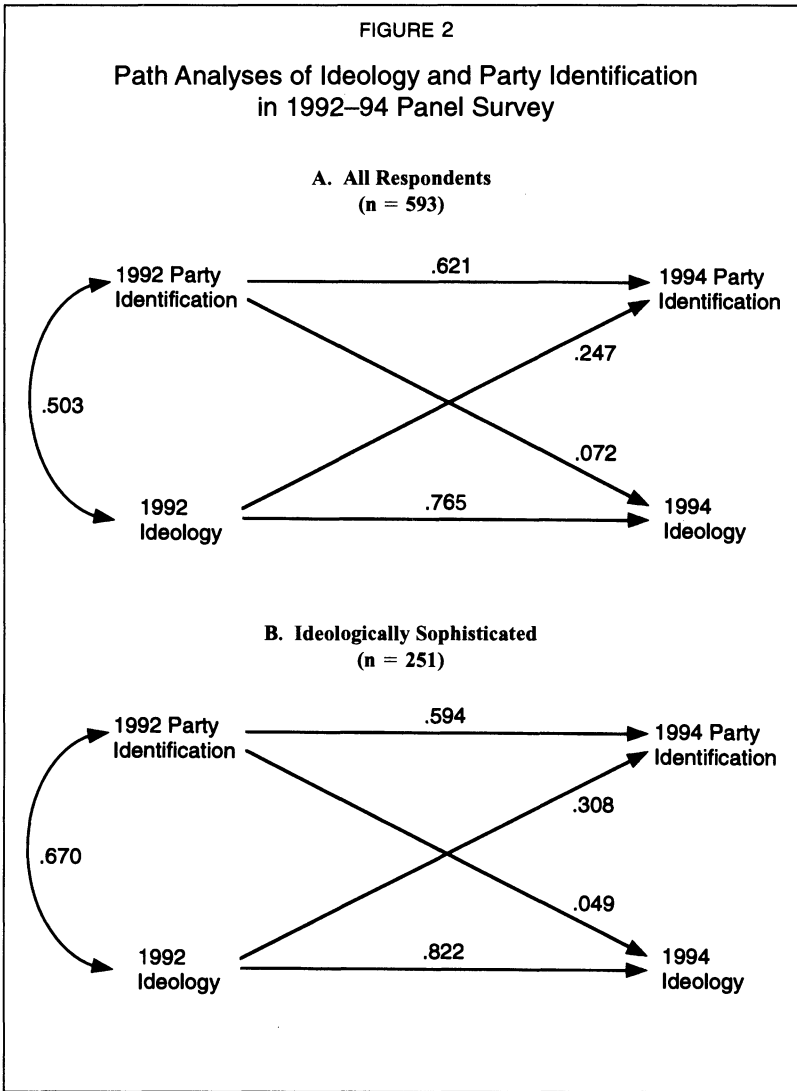 FIGURE 2
Path Analyses of Ideology and Party Identification
in 1992–94 Panel Survey
A. All Respondents
(n = 593)
1992 Party
Identification
.621
1994 Party
Identification
.247
.503
.072
1992
Ideology
.765
1994
Ideology
B. Ideologically Sophisticated
(n = 251)
1992 Party
Identification
.594
1994 Party
Identification
.308
.670
.049
1992
Ideology
.822
1994
Ideology